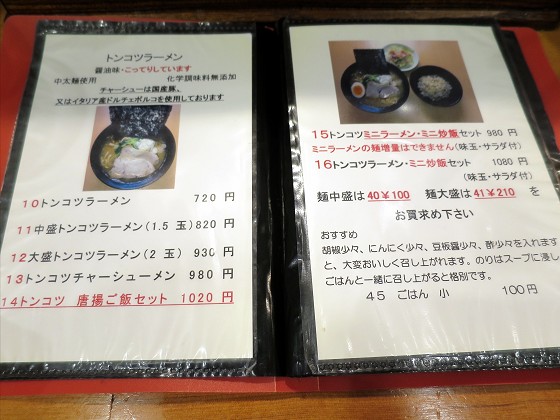 トンコツラーメン
醤油味・こってりしています
中太麺使用 化学調味料無添加
チャーシューは国産豚、
又はイタリア産ドルチェポルコを使用しております
10トンコツラーメン 720 円
11中盛トンコツラーメン(1.5 玉)820 円
12大盛トンコツラーメン(2 玉) 930 円
13トンコツチャーシューメン 980 円
14トンコツ 唐揚ご飯セット 1020 円
15トンコツミニラーメン・ミニ炒飯セット 980 円
ミニラーメンの麺増量はできません(味玉・サラダ付)
16トンコツラーメン・ミニ炒飯セット 1080 円
(味玉・サラダ付)
麺中盛は 40¥100 麺大盛は 41¥210 を
お買求め下さい
おすすめ
胡椒少々、にんにく少々、豆板醤少々、酢少々を入れます
と、大変おいしく召し上がれます。のりはスープに浸し
ごはんと一緒に召し上がると格別です。
45 ごはん 小 100円